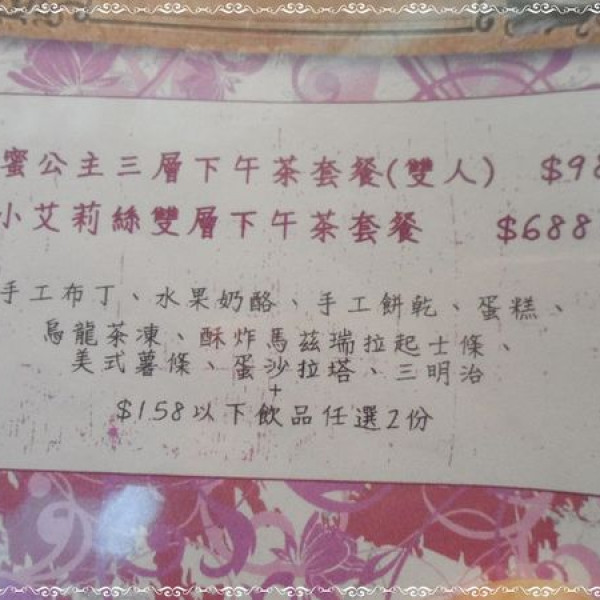 蜜公主三層下午茶套餐(雙人) $98
小艾莉絲雙層下午茶套餐 $688
手工布丁、水果奶酪、手工餅乾、蛋糕、
烏龍茶凍、酥炸馬茲瑞拉起士條、
美式薯條、蛋沙拉塔、三明治
+
$158以下飲品任選2份